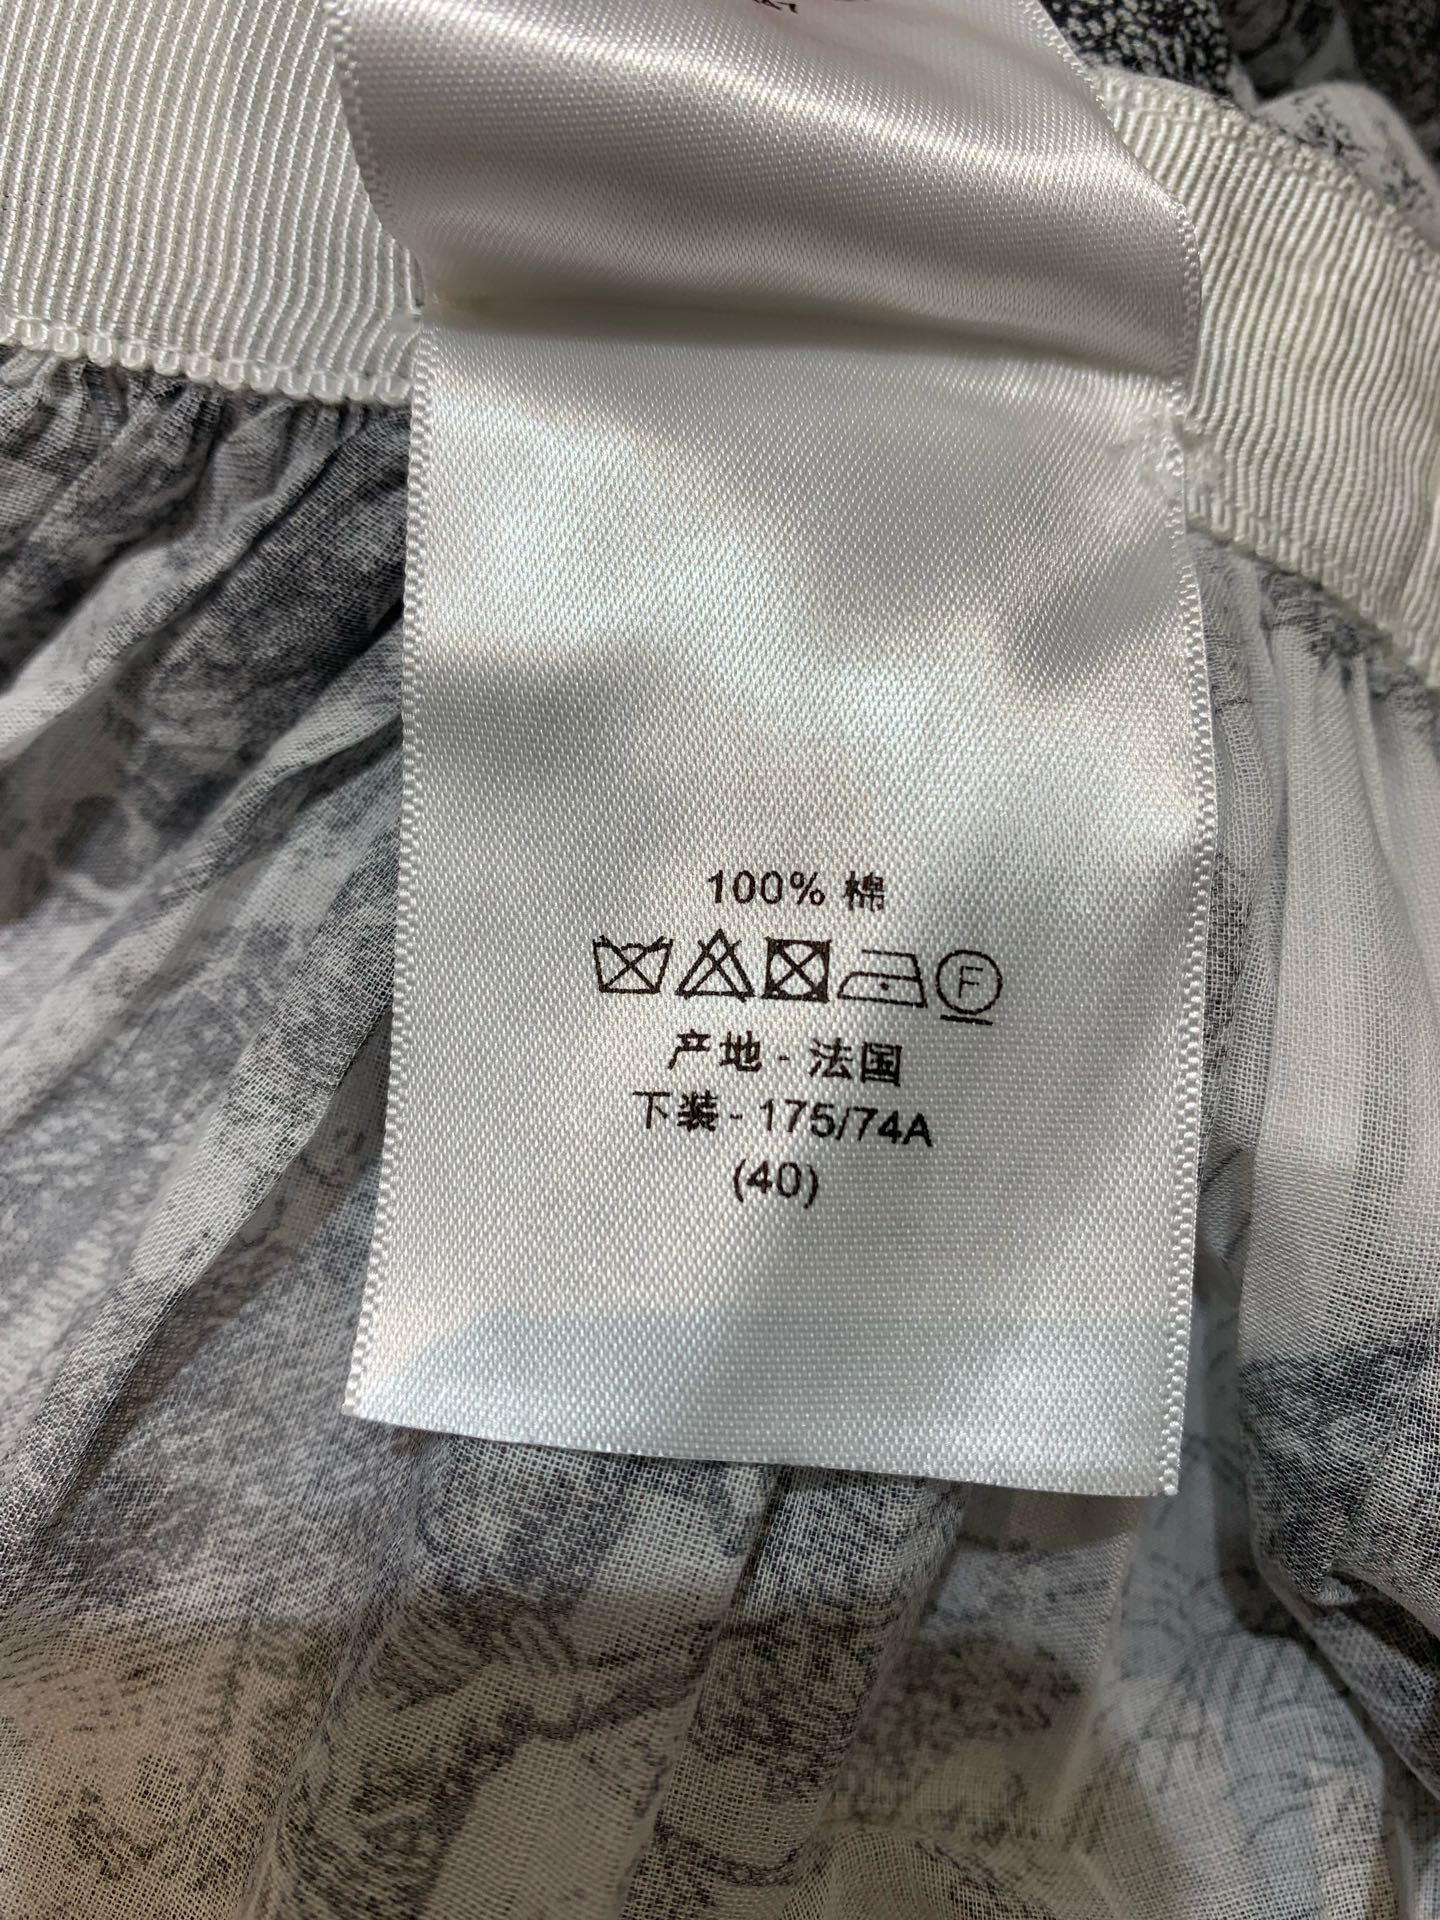 100% 棉
F
产地 - 法国
下装 - 175/74A
(40)